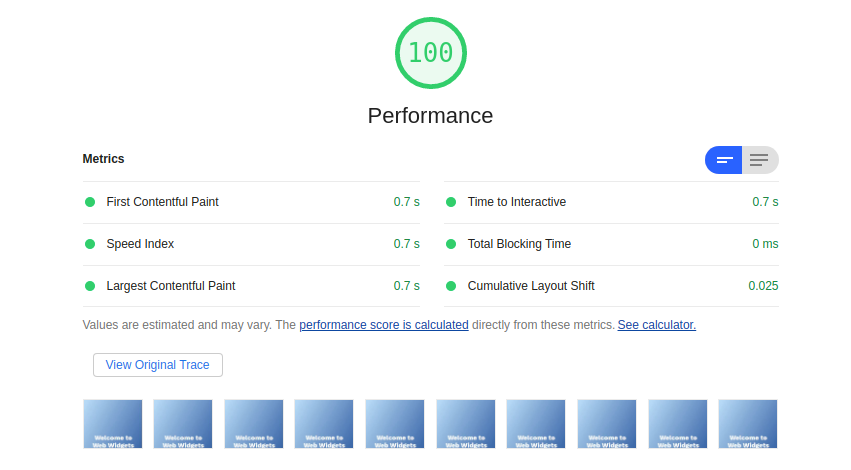 100
Performance
Metrics
First Contentful Paint 0.7 s
Time to Interactive 0.7 s
Speed Index 0.7 s
Total Blocking Time 0 ms
Largest Contentful Paint 0.7 s
Cumulative Layout Shift 0.025
Values are estimated and may vary. The performance score is calculated directly from these metrics. See calculator.
View Original Trace
Welcome to Welcome to Welcome to Welcome to Welcome to Welcome to Welcome to Welcome to Welcome to Welcome to
Web Widgets Web Widgets Web Widgets Web Widgets Web Widgets Web Widgets Web Widgets Web Widgets Web Widgets Web Widgets